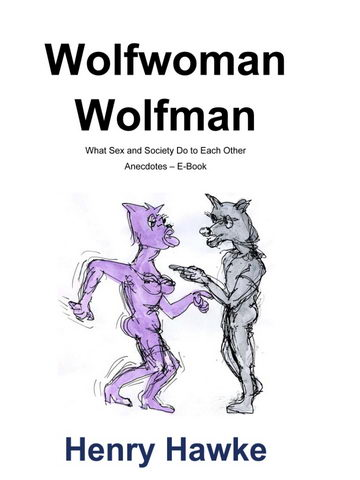 Wolfwoman
Wolfman
What Sex and Society Do to Each Other
Anecdotes – E-Book
Henry Hawke